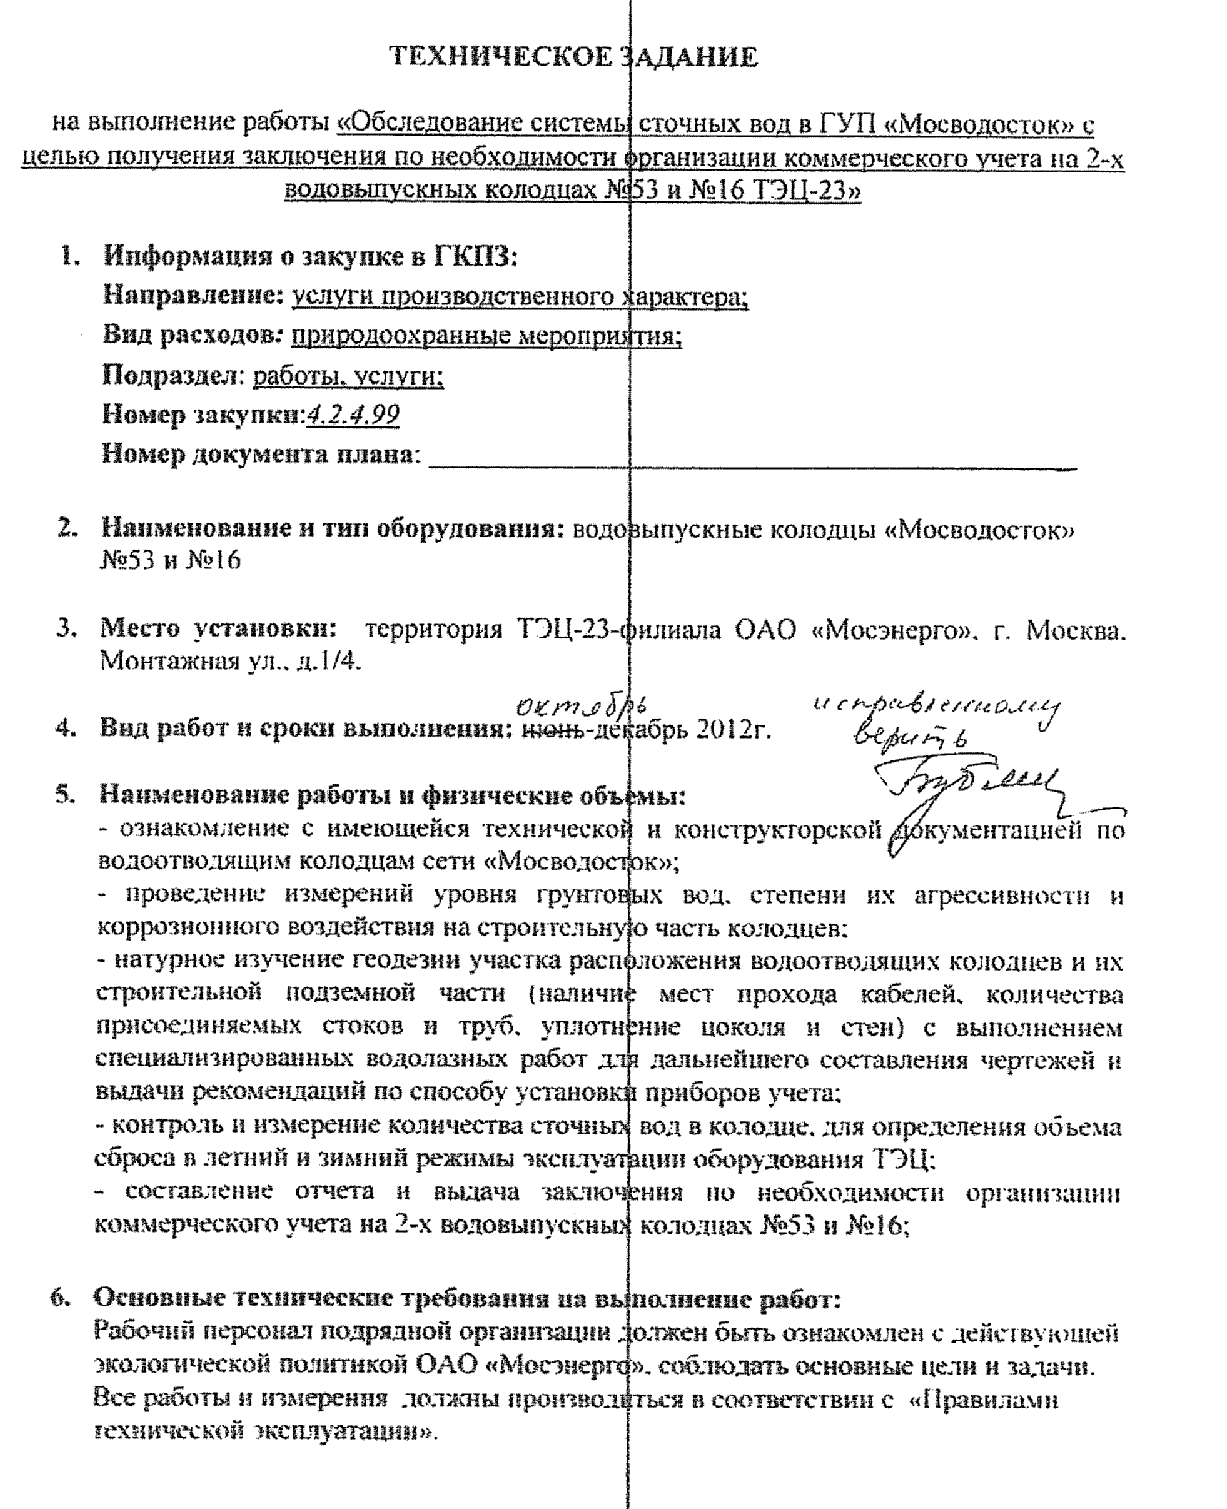 ТЕХНИЧЕСКОЕ ЗАДАНИЕ
на выполнение работы «Обследование системы сточных вод в ГУП «Мосводосток» с
целью получения заключения по необходимости организации коммерческого учета на 2-х
водовыпускных колодцах №53 и №16 ТЭЦ-23»
1. Информация о закупке в ГКПЗ:
Направление: услуги производственного характера;
Вид расходов: природоохранные мероприятия;
Подраздел: работы, услуги;
Номер закупки:4.2.4.99
Номер документа плана:
2. Наименование и тип оборудования: водовыпускные колодцы «Мосводосток»
№53 и №16
3. Место установки: территория ТЭЦ-23-филиала ОАО «Мосэнерго», г. Москва,
Монтажная ул., д.1/4.
октябрь исправленному
4. Вид работ и сроки выполнения: июнь-декабрь 2012г. верить
5. Наименование работы и физические объемы:
- ознакомление с имеющейся технической и конструкторской документацией по
водоотводящим колодцам сети «Мосводосток»;
- проведение измерений уровня грунтовых вод, степени их агрессивности и
коррозионного воздействия на строительную часть колодцев;
- натурное изучение геодезии участка расположения водоотводящих колодцев и их
строительной подземной части (наличие мест прохода кабелей, количества
присоединяемых стоков и труб, уплотнение цоколя и стен) с выполнением
специализированных водолазных работ для дальнейшего составления чертежей и
выдачи рекомендаций по способу установки приборов учета;
- контроль и измерение количества сточных вод в колодце, для определения объема
сброса в летний и зимний режимы эксплуатации оборудования ТЭЦ;
- составление отчета и выдача заключения по необходимости организации
коммерческого учета на 2-х водовыпускных колодцах №53 и №16;
6. Основные технические требования на выполнение работ:
Рабочий персонал подрядной организации должен быть ознакомлен с действующей
экологической политикой ОАО «Мосэнерго», соблюдать основные цели и задачи.
Все работы и измерения должны производиться в соответствии с «Правилами
технической эксплуатации».